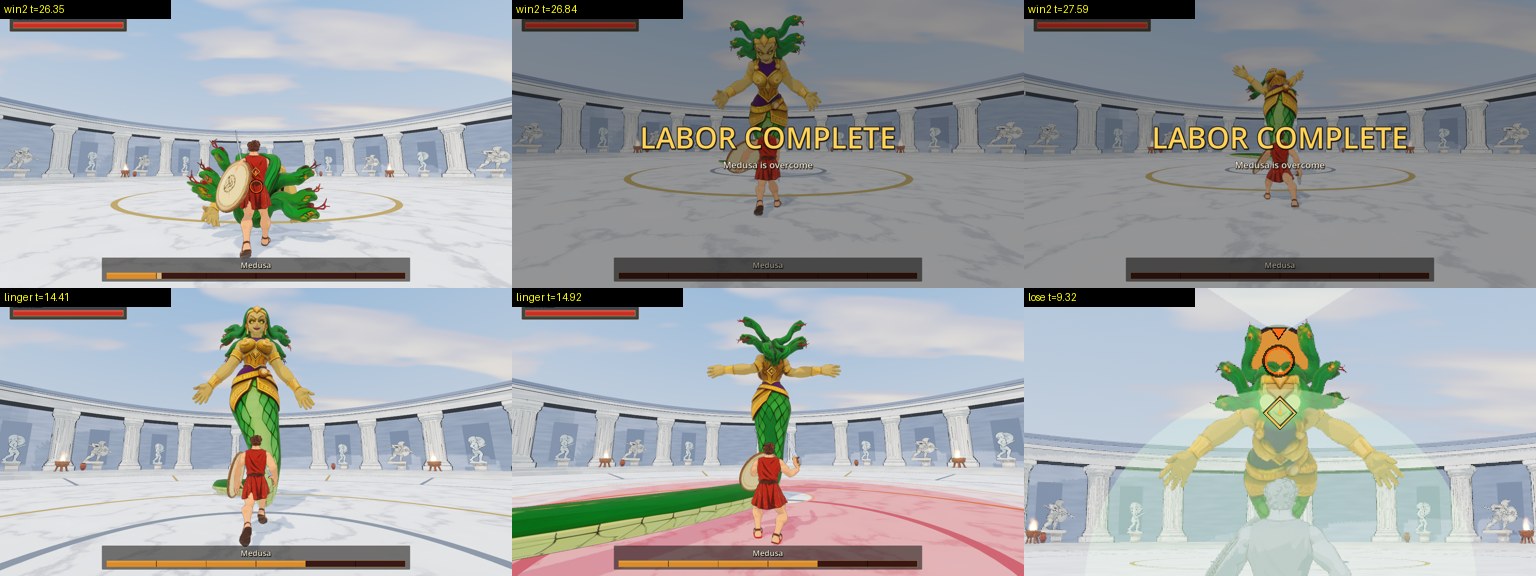 win2 t=26.35
win2 t=26.84
win2 t=27.59
LABOR COMPLETE
Medusa is overcome
LABOR COMPLETE
Medusa is overcome
Medusa
Medusa
Medusa
linger t=14.41
linger t=14.92
lose t=9.32
Medusa
Medusa